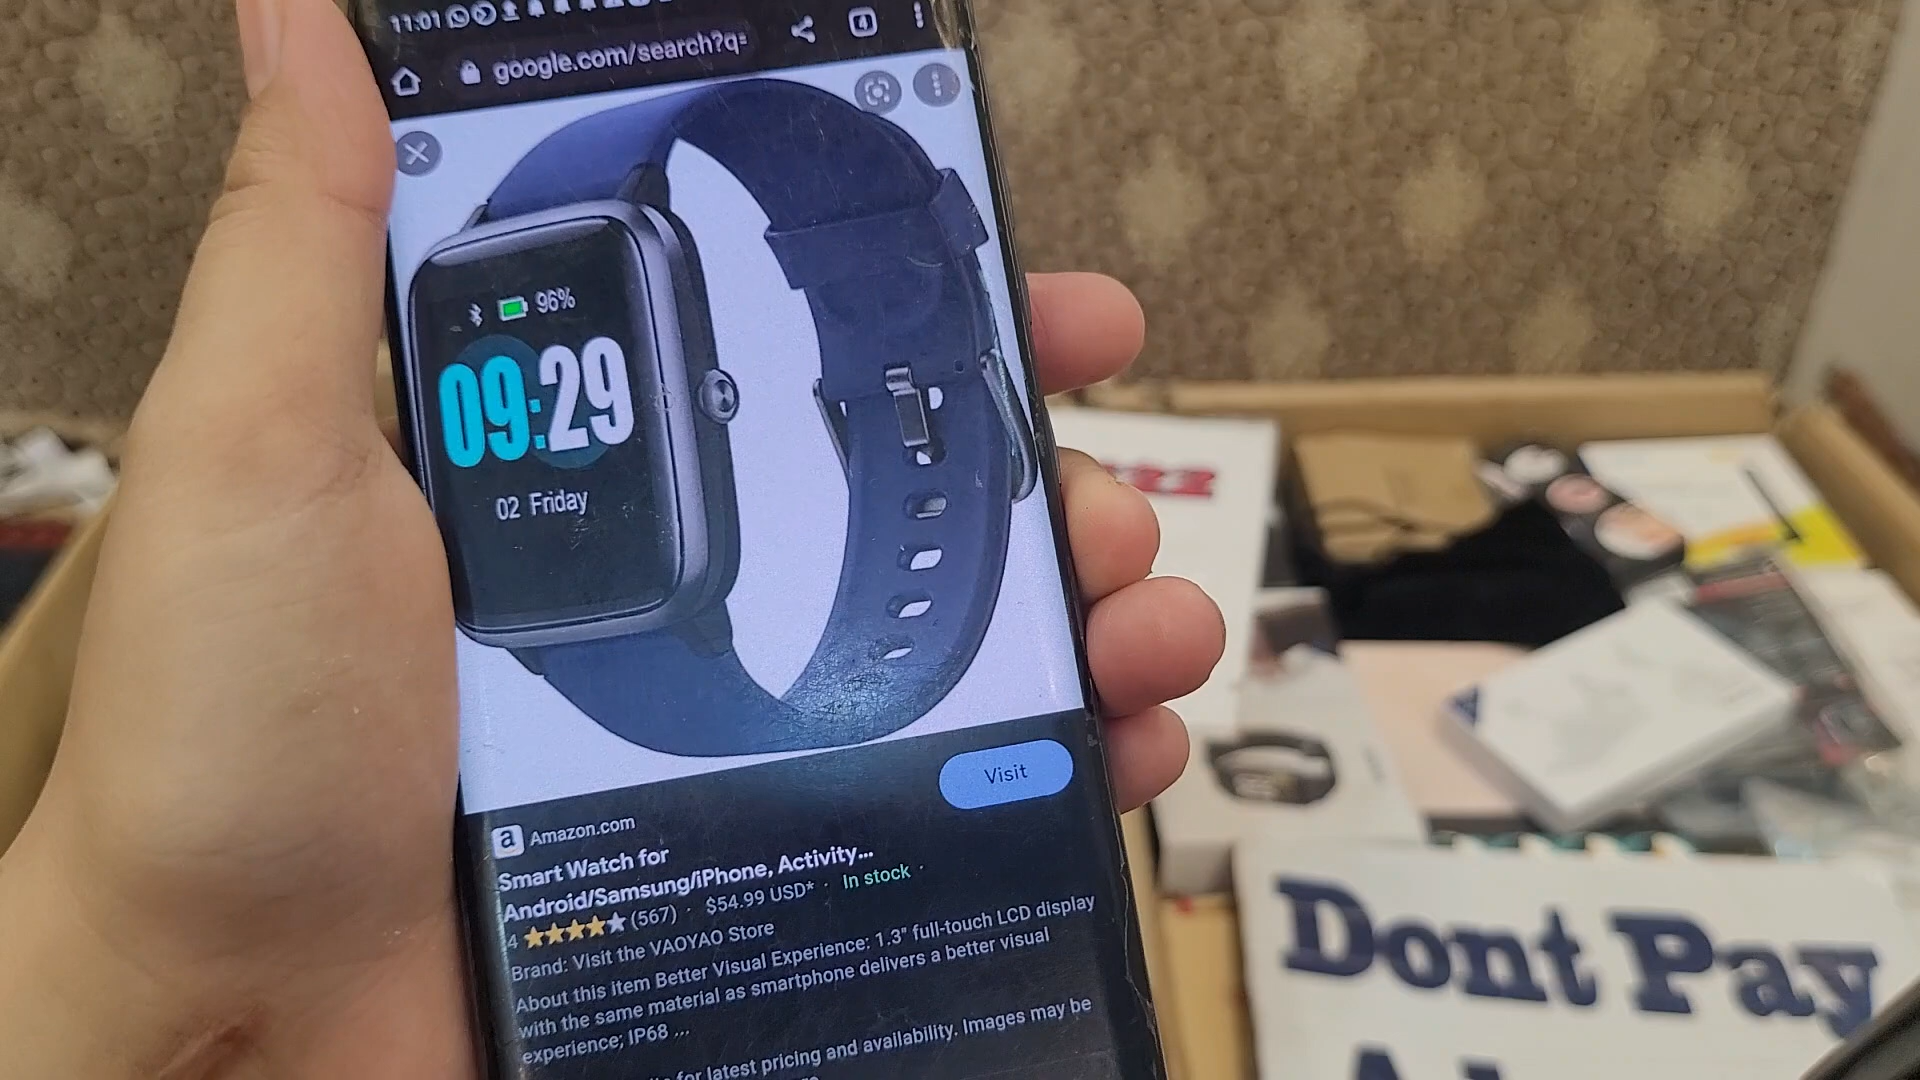 11:01
google.com/search?q=
96%
09:29
02 Friday
Visit
a Amazon.com
Smart Watch for
Android/Samsung/iPhone, Activity...
4 (567) · $54.99 USD* · In stock ·
Brand: Visit the VAOYAO Store
About this item Better Visual Experience: 1.3" full-touch LCD display
with the same material as smartphone delivers a better visual
experience; IP68 ...
for latest pricing and availability. Images may be
Dont Pay